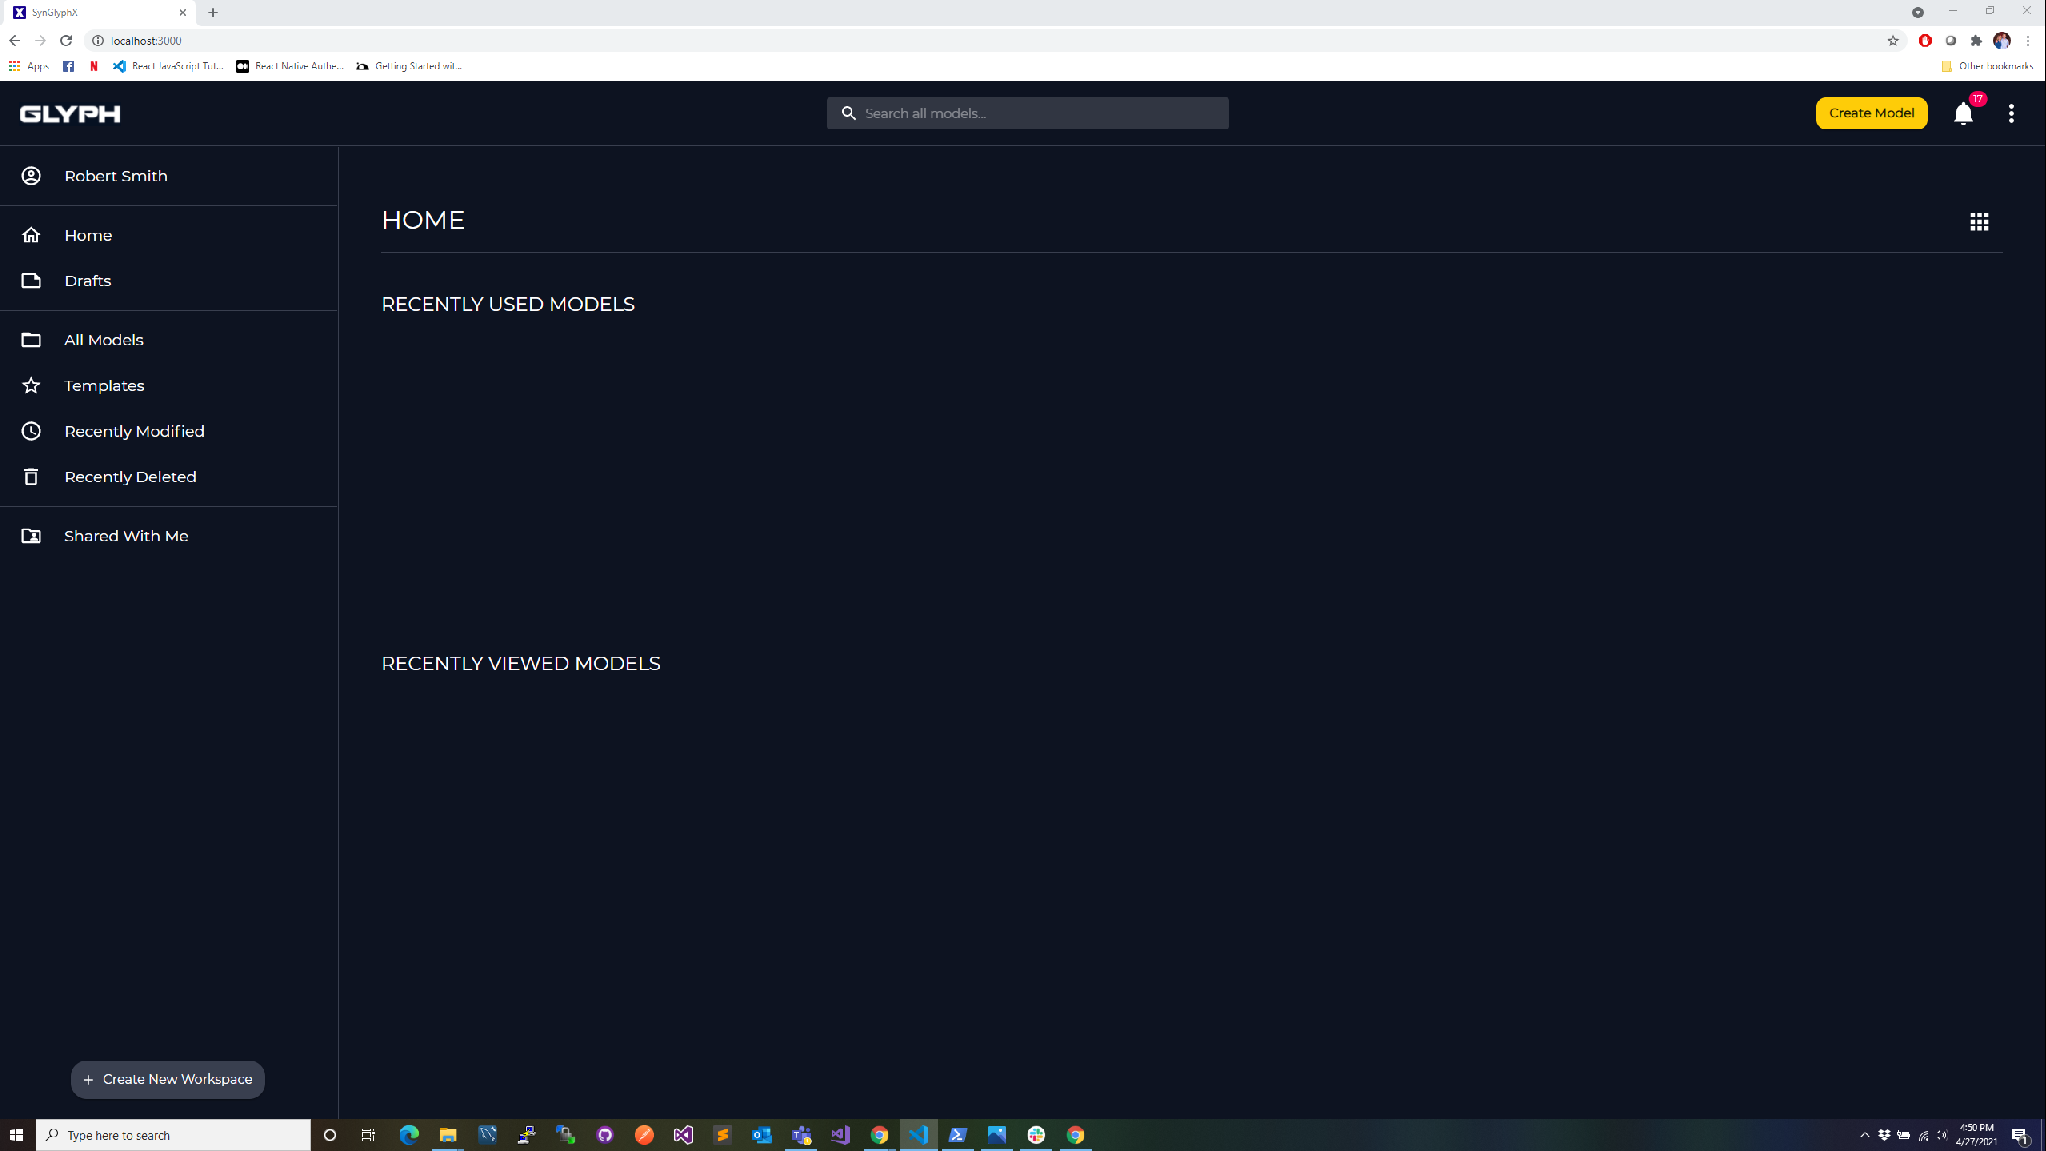 SynGlyphX
localhost:3000
Apps
React JavaScript Tut...
React Native Authe...
Getting Started wit...
Other bookmarks
GLYPH
Search all models...
Create Model
17
Robert Smith
Home
Drafts
All Models
Templates
Recently Modified
Recently Deleted
Shared With Me
Create New Workspace
HOME
RECENTLY USED MODELS
RECENTLY VIEWED MODELS
Type here to search
4:50 PM
4/27/2021
1